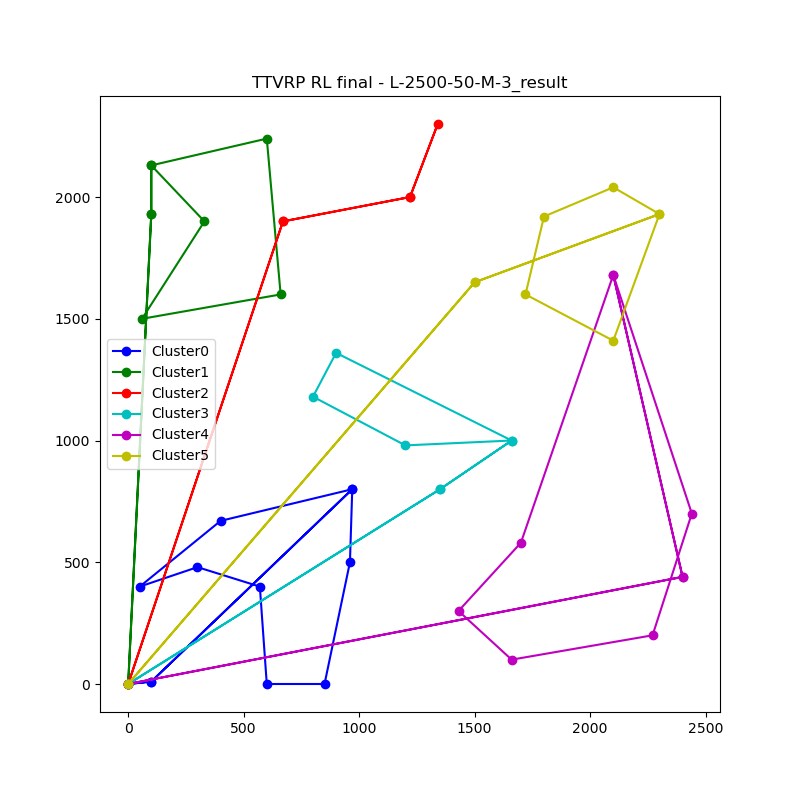 TTVRP RL final - L-2500-50-M-3_result
2000
1500
1000
500
0
Cluster0
Cluster1
Cluster2
Cluster3
Cluster4
Cluster5
0 500 1000 1500 2000 2500